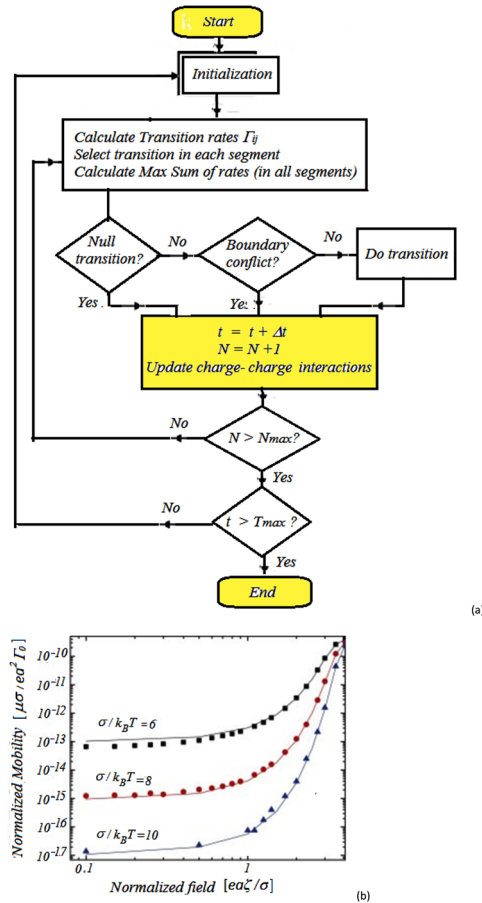 Start
Initialization
Calculate Transition rates Γij
Select transition in each segment
Calculate Max Sum of rates (in all segments)
Null
transition?
No
Boundary
conflict?
No
Do transition
Yes
Yes
t = t + Δt
N = N +1
Update charge- charge interactions
No
N > Nmax?
Yes
No
t > Tmax ?
Yes
End
(a)
Normalized Mobility [μσ/ea²Γ0]
10⁻¹⁰
10⁻¹¹
10⁻¹²
10⁻¹³
10⁻¹⁴
10⁻¹⁵
10⁻¹⁶
10⁻¹⁷
σ/kBT=6
σ/kBT=8
σ/kBT=10
0.1
1
Normalized field [eaζ/σ]
(b)